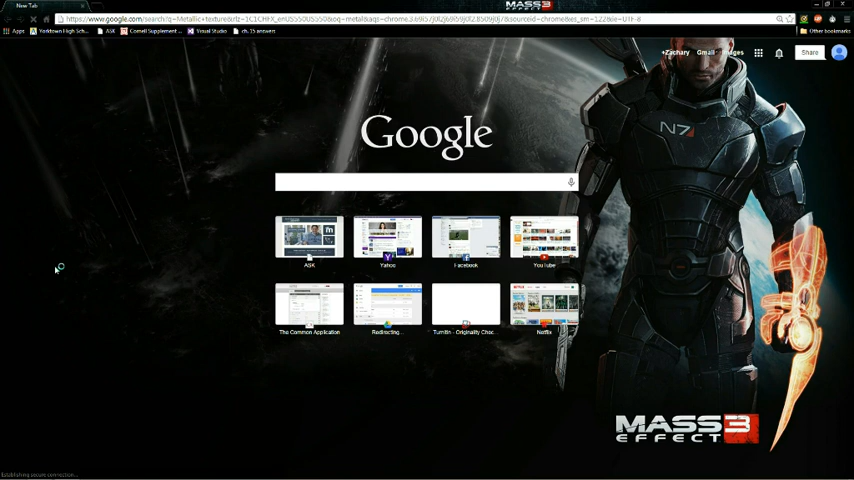 New Tab
MASS EFFECT 3
Apps
Yorktown High Sch...
ASK
Cornell Supplement ...
Visual Studio
ch. 15 answers
Other bookmarks
+Zachary Gmail Images
Share
N7
Google
ASK
Yahoo
Facebook
YouTube
The Common Application
Redirecting...
Turnitin - Originality Chec...
Netflix
MASS EFFECT 3
Establishing secure connection...